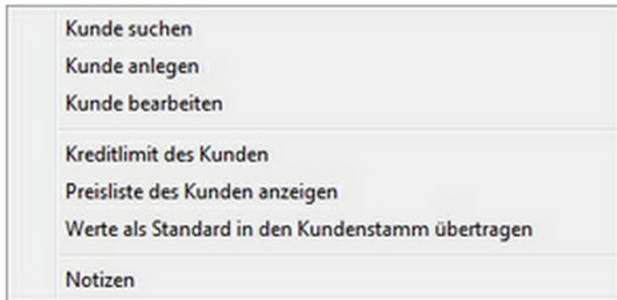 Kunde suchen
Kunde anlegen
Kunde bearbeiten
Kreditlimit des Kunden
Preisliste des Kunden anzeigen
Werte als Standard in den Kundenstamm übertragen
Notizen